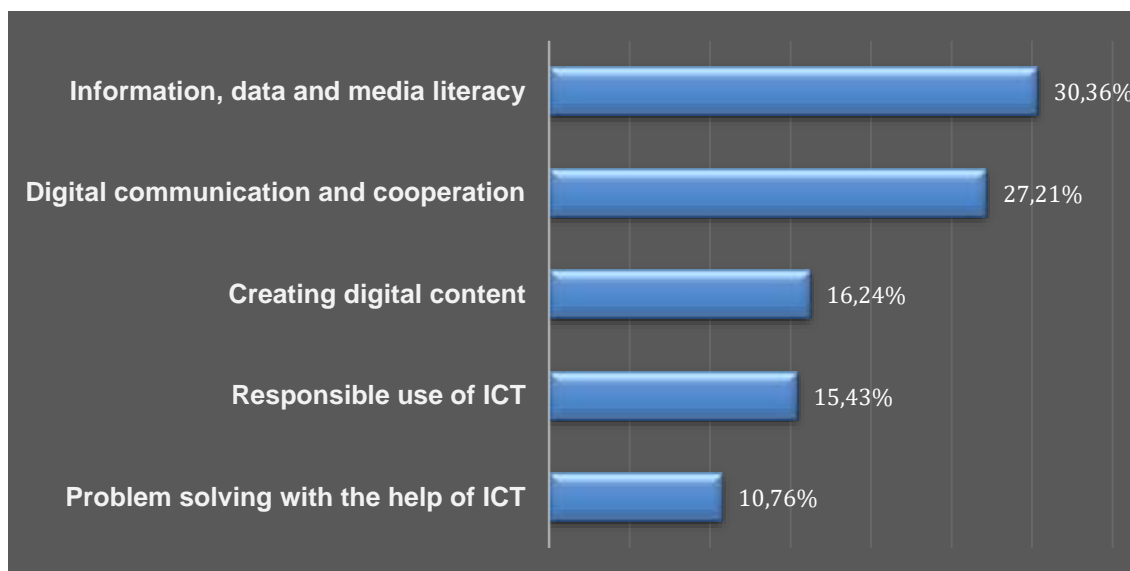 Information, data and media literacy
30,36%
Digital communication and cooperation
27,21%
Creating digital content
16,24%
Responsible use of ICT
15,43%
Problem solving with the help of ICT
10,76%